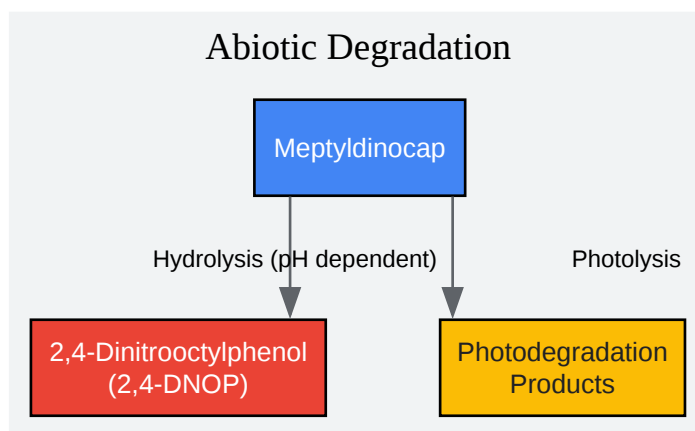 Abiotic Degradation
Meptyldinocap
Hydrolysis (pH dependent)
Photolysis
2,4-Dinitrooctylphenol
(2,4-DNOP)
Photodegradation
Products